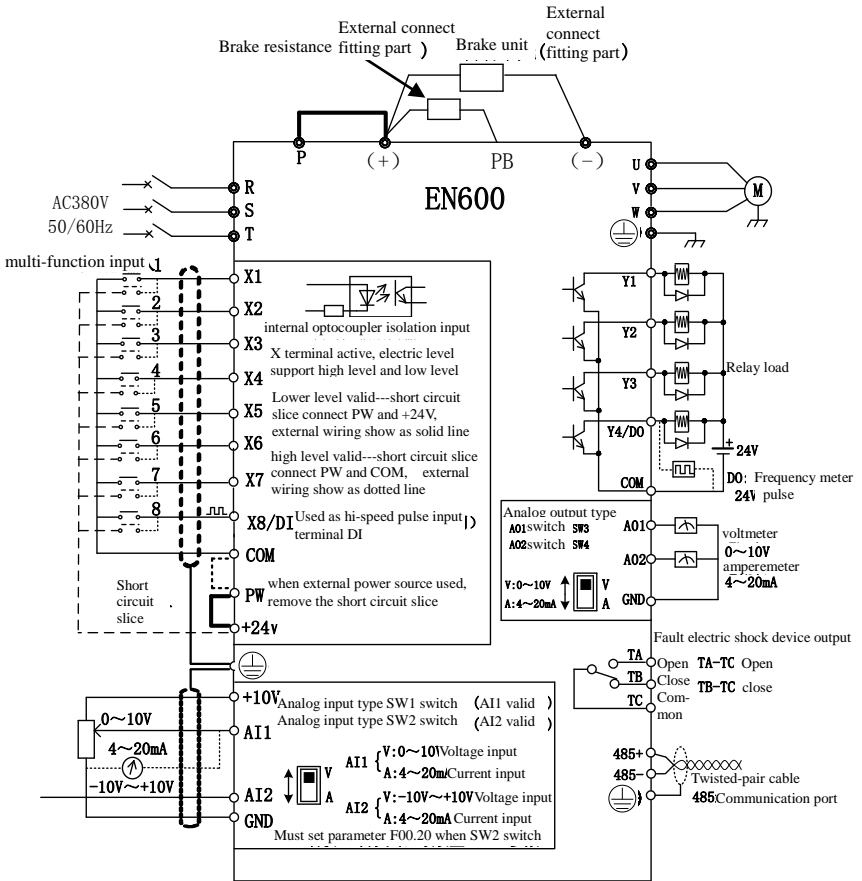 External connect
fitting part )
Brake resistance
Brake unit
External
connect
(fitting part)
P
(+)
PB
(-)
EN600
AC380V
50/60Hz
R
S
T
U
V
W
M
multi-function input
1
2
3
4
5
6
7
8
X1
X2
X3
X4
X5
X6
X7
X8/DI
COM
PW
+24v
internal optocoupler isolation input
X terminal active, electric level
support high level and low level
Lower level valid---short circuit
slice connect PW and +24V,
external wiring show as solid line
high level valid---short circuit slice
connect PW and COM, external
wiring show as dotted line
Used as hi-speed pulse input
terminal DI
when external power source used,
remove the short circuit slice
Short
circuit
slice
Y1
Y2
Y3
Y4/DO
COM
Relay load
+
24V
DO: Frequency meter
24V pulse
Analog output type
AO1switch SW3
AO2switch SW4
V:0~10V
A:4~20mA
V
A
AO1
AO2
GND
voltmeter
0~10V
amperemeter
4~20mA
Fault electric shock device output
TA
Open TA-TC Open
TB
Close
TB-TC close
TC
Com-
mon
485+
485-
Twisted-pair cable
485:Communication port
+10V
AI1
AI2
GND
0~10V
4~20mA
-10V~+10V
Analog input type SW1 switch (AI1 valid )
Analog input type SW2 switch (AI2 valid )
V
A
AI1 { V:0~10V Voltage input
A:4~20m/Current input
AI2 { V:-10V~+10V Voltage input
A:4~20mA Current input
Must set parameter F00.20 when SW2 switch